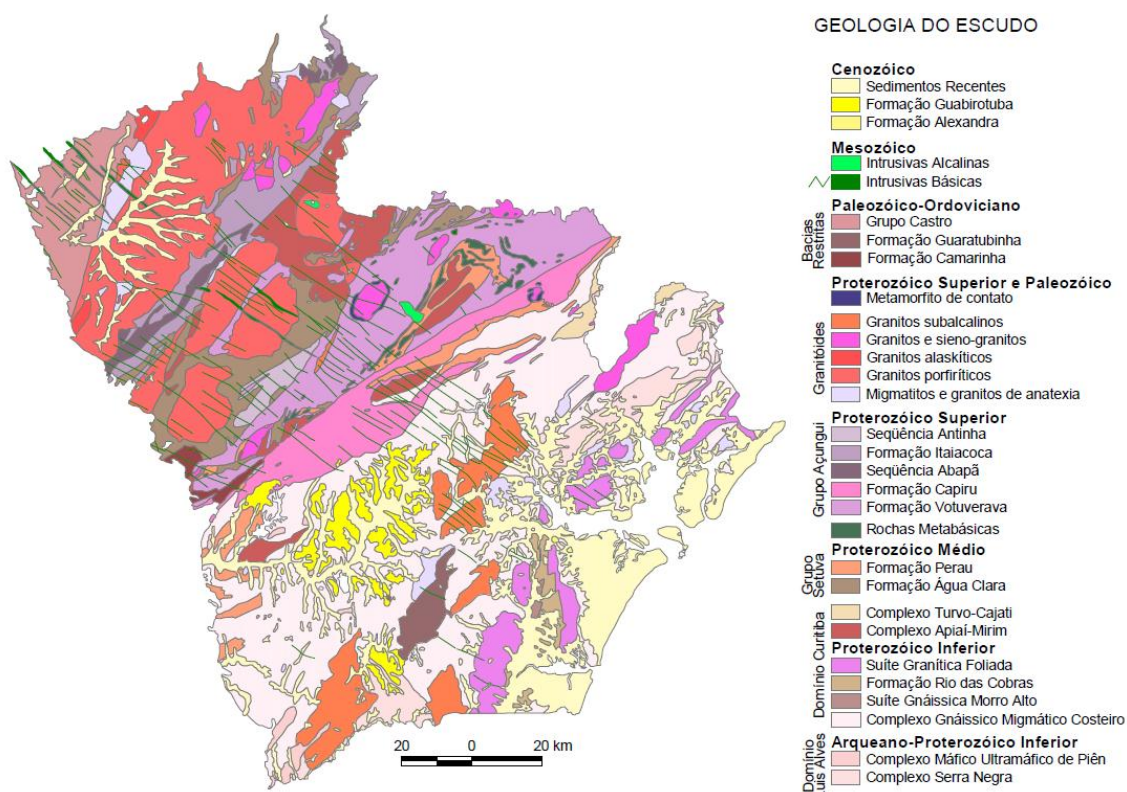 GEOLOGIA DO ESCUDO
Cenozóico
Sedimentos Recentes
Formação Guabirotuba
Formação Alexandra
Mesozóico
Intrusivas Alcalinas
Intrusivas Básicas
Paleozóico-Ordoviciano
Bacias Restritas
Grupo Castro
Formação Guaratubinha
Formação Camarinha
Proterozóico Superior e Paleozóico
Metamorfito de contato
Granitóides
Granitos subalcalinos
Granitos e sieno-granitos
Granitos alaskíticos
Granitos porfiríticos
Migmatitos e granitos de anatexia
Proterozóico Superior
Grupo Açungui
Seqüência Antinha
Formação Itaiacoca
Seqüência Abapã
Formação Capiru
Formação Votuverava
Rochas Metabásicas
Proterozóico Médio
Grupo Setuva
Formação Perau
Formação Água Clara
Complexo Turvo-Cajati
Complexo Apiaí-Mirim
Proterozóico Inferior
Domínio Curitiba
Suíte Granítica Foliada
Formação Rio das Cobras
Suíte Gnáissica Morro Alto
Complexo Gnáissico Migmático Costeiro
Arqueano-Proterozóico Inferior
Domínio Luis Alves
Complexo Máfico Ultramáfico de Piên
Complexo Serra Negra
20 0 20 km